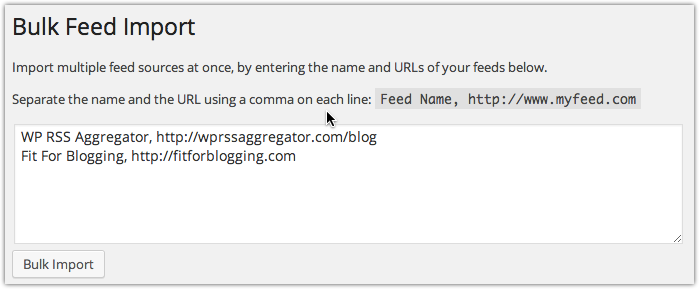 Bulk Feed Import
Import multiple feed sources at once, by entering the name and URLs of your feeds below.
Separate the name and the URL using a comma on each line: Feed Name, http://www.myfeed.com
WP RSS Aggregator, http://wprssaggregator.com/blog
Fit For Blogging, http://fitforblogging.com
Bulk Import